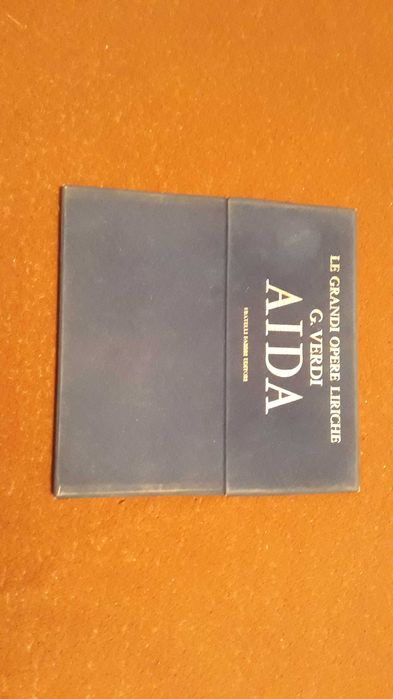 LE GRANDI OPERE LIRICHE
G. VERDI
AIDA
FRATELLI FABBRI EDITORI